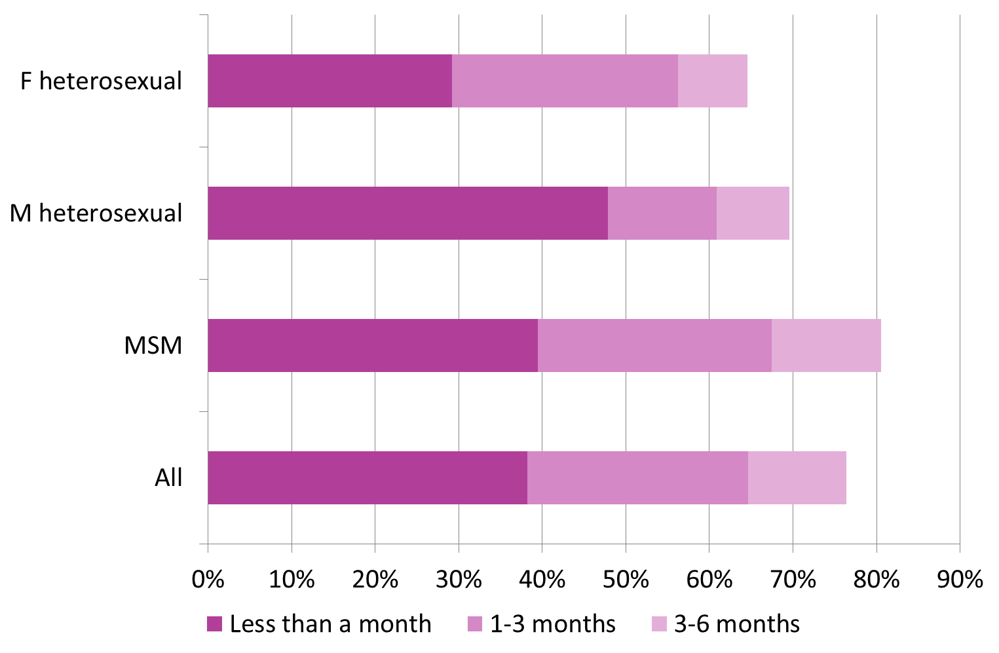 F heterosexual
M heterosexual
MSM
All
0% 10% 20% 30% 40% 50% 60% 70% 80% 90%
Less than a month 1-3 months 3-6 months